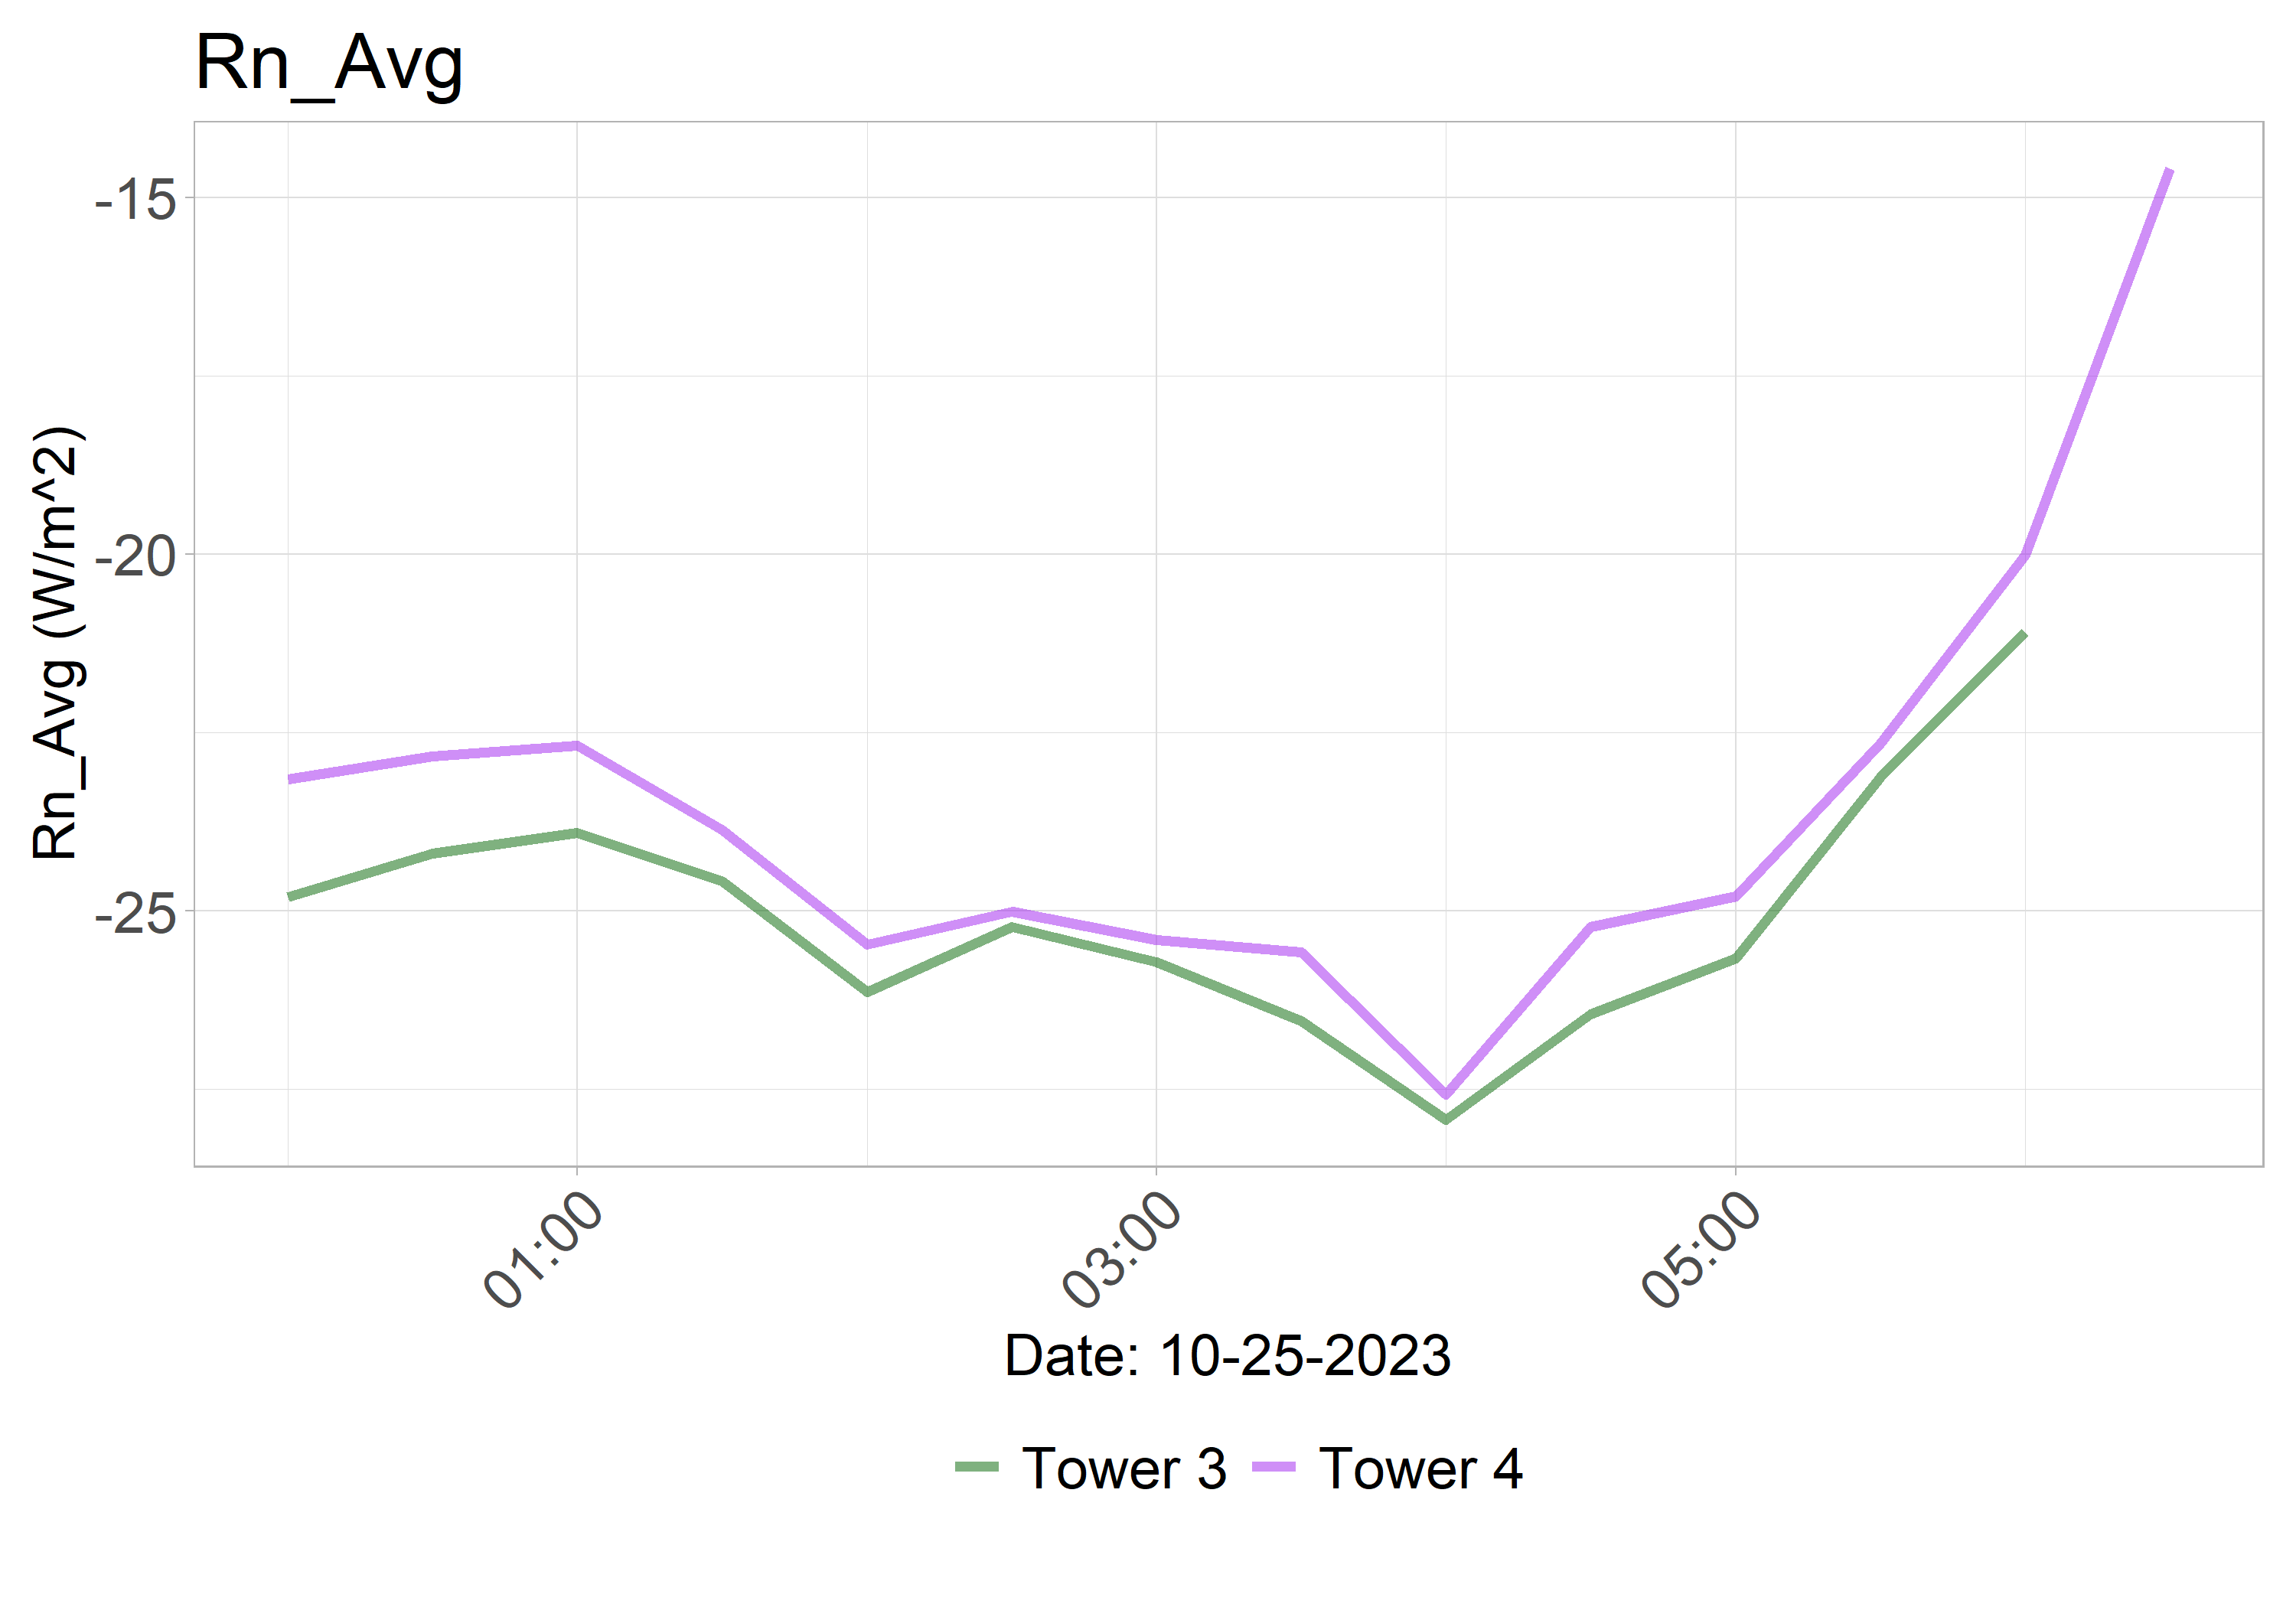 Rn_Avg
Rn_Avg (W/m^2)
-15
-20
-25
01:00
03:00
05:00
Date: 10-25-2023
Tower 3
Tower 4